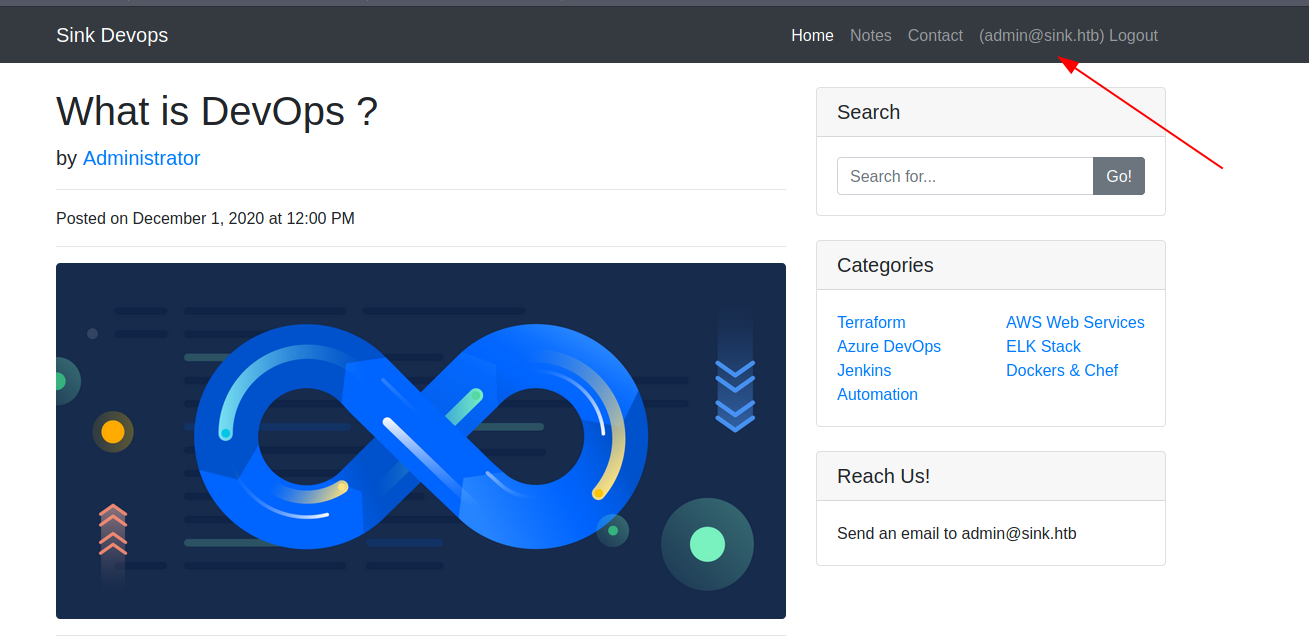 Sink Devops
Home Notes Contact (admin@sink.htb) Logout
What is DevOps ?
by Administrator
Posted on December 1, 2020 at 12:00 PM
Search
Search for... Go!
Categories
Terraform AWS Web Services
Azure DevOps ELK Stack
Jenkins Dockers & Chef
Automation
Reach Us!
Send an email to admin@sink.htb